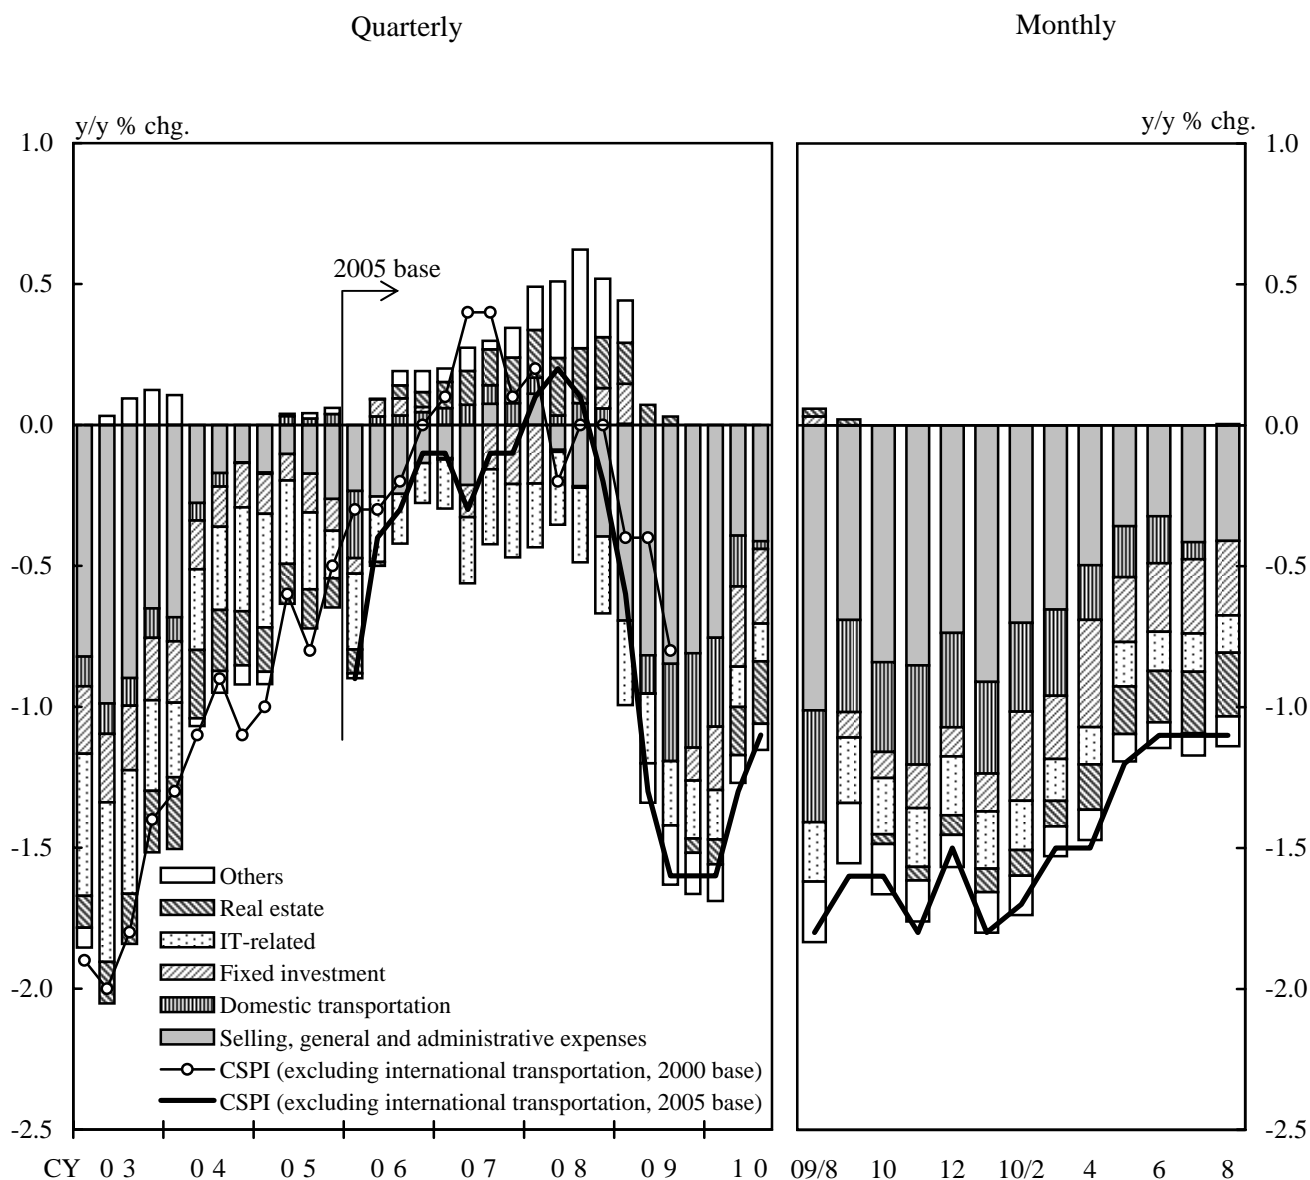 Quarterly
Monthly
y/y % chg.
y/y % chg.
1.0
1.0
0.5
2005 base
0.5
0.0
0.0
-0.5
-0.5
-1.0
-1.0
-1.5
-1.5
Others
Real estate
IT-related
Fixed investment
-2.0
-2.0
Domestic transportation
Selling, general and administrative expenses
CSPI (excluding international transportation, 2000 base)
CSPI (excluding international transportation, 2005 base)
-2.5
-2.5
CY 03 04 05 06 07 08 09 10
09/8 10 12 10/2 4 6 8